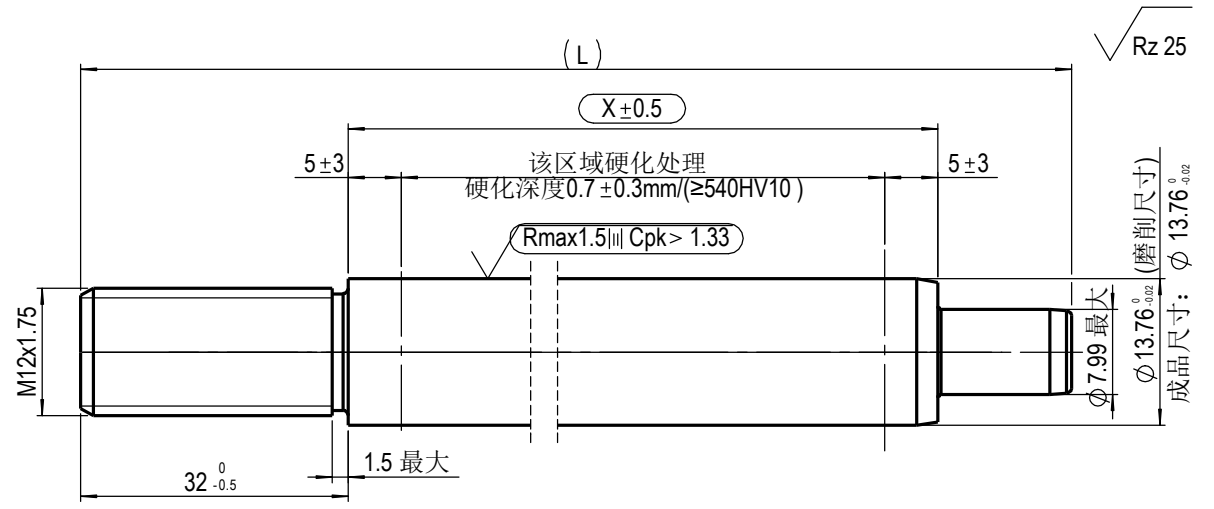 (L)
Rz 25
X±0.5
5±3
该区域硬化处理
5±3
硬化深度0.7±0.3mm/(≥540HV10 )
Rmax1.5||| Cpk> 1.33
M12x1.75
Ø7.99 最大
Ø13.76 0 -0.02 (磨削尺寸)
成品尺寸: Ø 13.76 0 -0.02
1.5 最大
32 0 -0.5